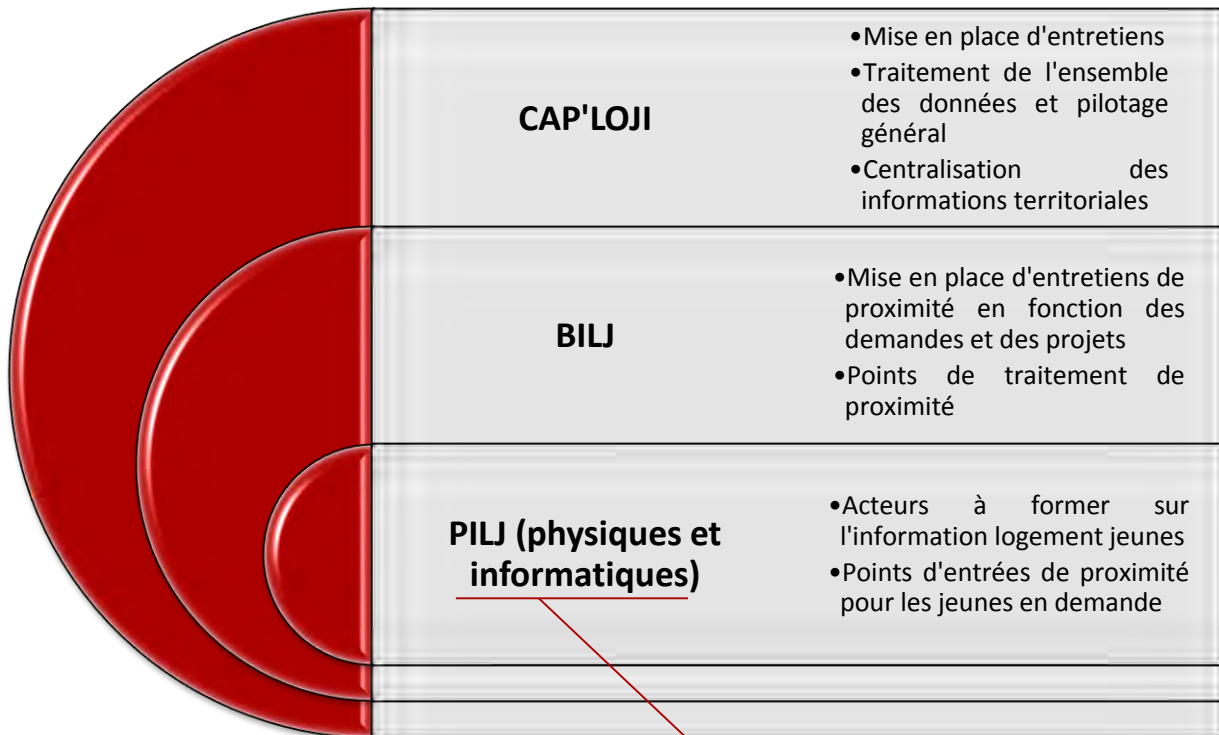 CAP'LOJI
•Mise en place d'entretiens
•Traitement de l'ensemble
des données et pilotage
général
•Centralisation des
informations territoriales
BILJ
•Mise en place d'entretiens de
proximité en fonction des
demandes et des projets
•Points de traitement de
proximité
PILJ (physiques et
informatiques)
•Acteurs à former sur
l'information logement jeunes
•Points d'entrées de proximité
pour les jeunes en demande